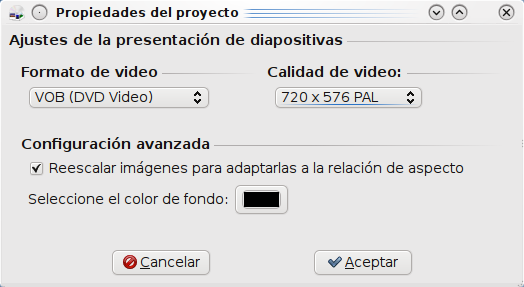 Propiedades del proyecto
Ajustes de la presentación de diapositivas
Formato de video
Calidad de video:
VOB (DVD Video)
720 x 576 PAL
Configuración avanzada
Reescalar imágenes para adaptarlas a la relación de aspecto
Seleccione el color de fondo:
Cancelar
Aceptar